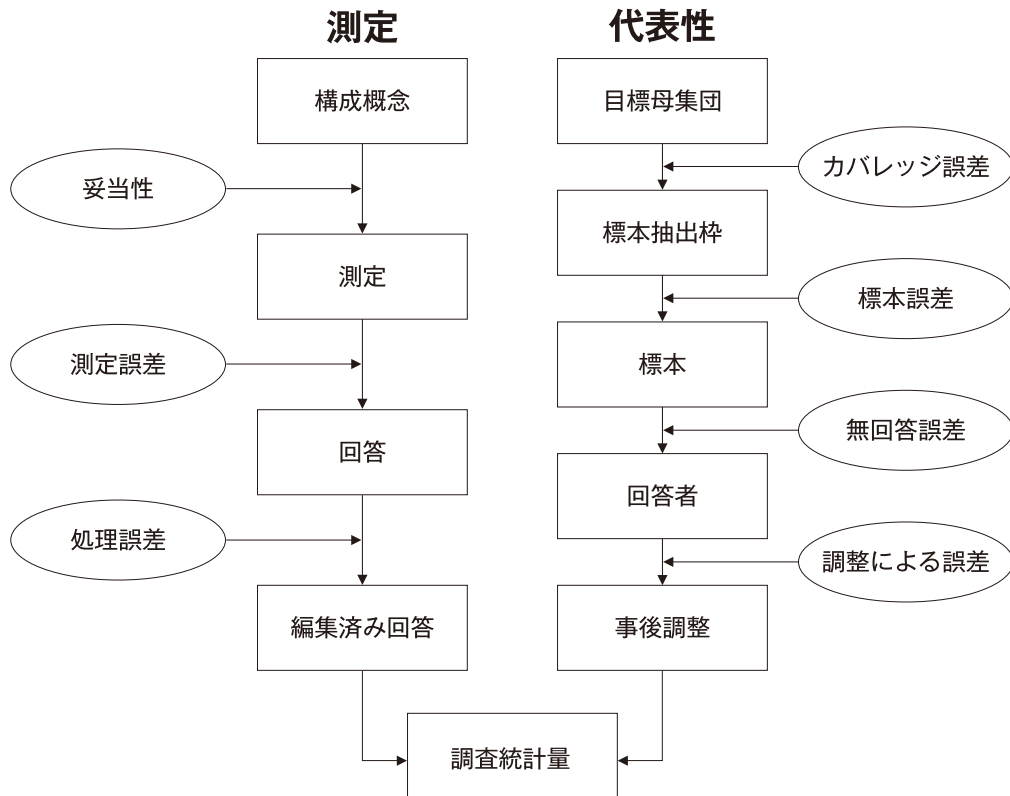 測定
代表性
構成概念
目標母集団
妥当性
カバレッジ誤差
測定
標本抽出枠
標本誤差
測定誤差
標本
回答
無回答誤差
回答者
処理誤差
調整による誤差
編集済み回答
事後調整
調査統計量